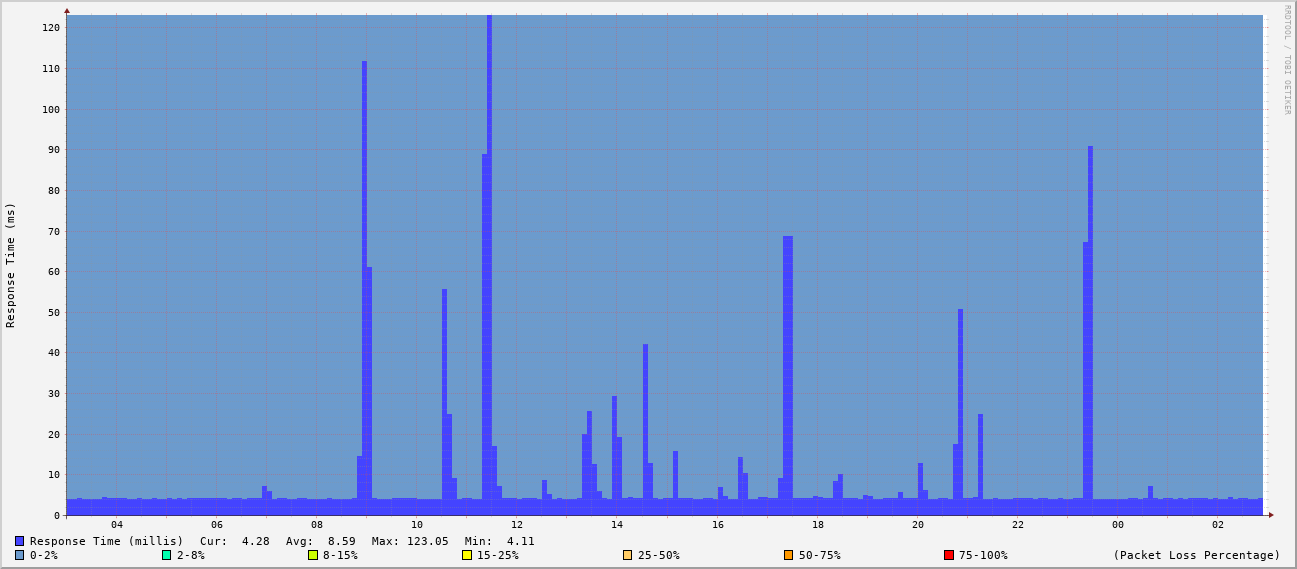 RRDTOOL / TOBI OETIKER
Response Time (ms)
120
110
100
90
80
70
60
50
40
30
20
10
0
04 06 08 10 12 14 16 18 20 22 00 02
Response Time (millis) Cur: 4.28 Avg: 8.59 Max: 123.05 Min: 4.11
0-2% 2-8% 8-15% 15-25% 25-50% 50-75% 75-100% (Packet Loss Percentage)